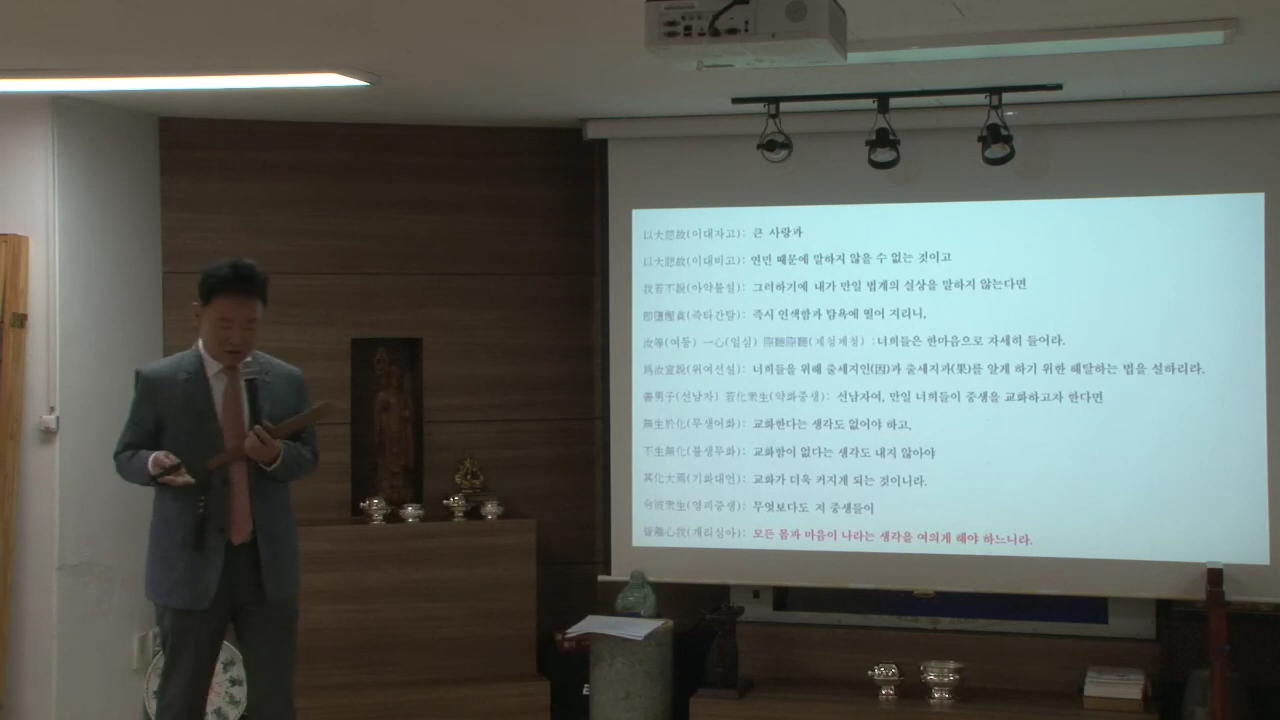 以大慈故(이대자고): 큰 사랑과
以大悲故(이대비고): 연민 때문에 말하지 않을 수 없는 것이고
我若不說(아약불설): 그러하기에 내가 만일 법계의 실상을 말하지 않는다면
即墮慳貪(즉타간탐): 즉시 인색함과 탐욕에 떨어 지리니,
汝等(여등) 一心(일심) 諦聽諦聽(제청제청) : 너희들은 한마음으로 자세히 들어라.
爲汝宣說(위여선설): 너희들을 위해 출세지인(因)과 출세지과(果)를 알게 하기 위한 해탈하는 법을 설하리라.
善男子(선남자) 若化衆生(약화중생): 선남자여, 만일 너희들이 중생을 교화하고자 한다면
無生於化(무생어화): 교화한다는 생각도 없어야 하고,
不生無化(불생무화): 교화함이 없다는 생각도 내지 않아야
其化大焉(기화대언): 교화가 더욱 커지게 되는 것이니라.
令彼衆生(영피중생): 무엇보다도 저 중생들이
皆離心我(개리심아): 모든 몸과 마음이 나라는 생각을 여의게 해야 하느니라.